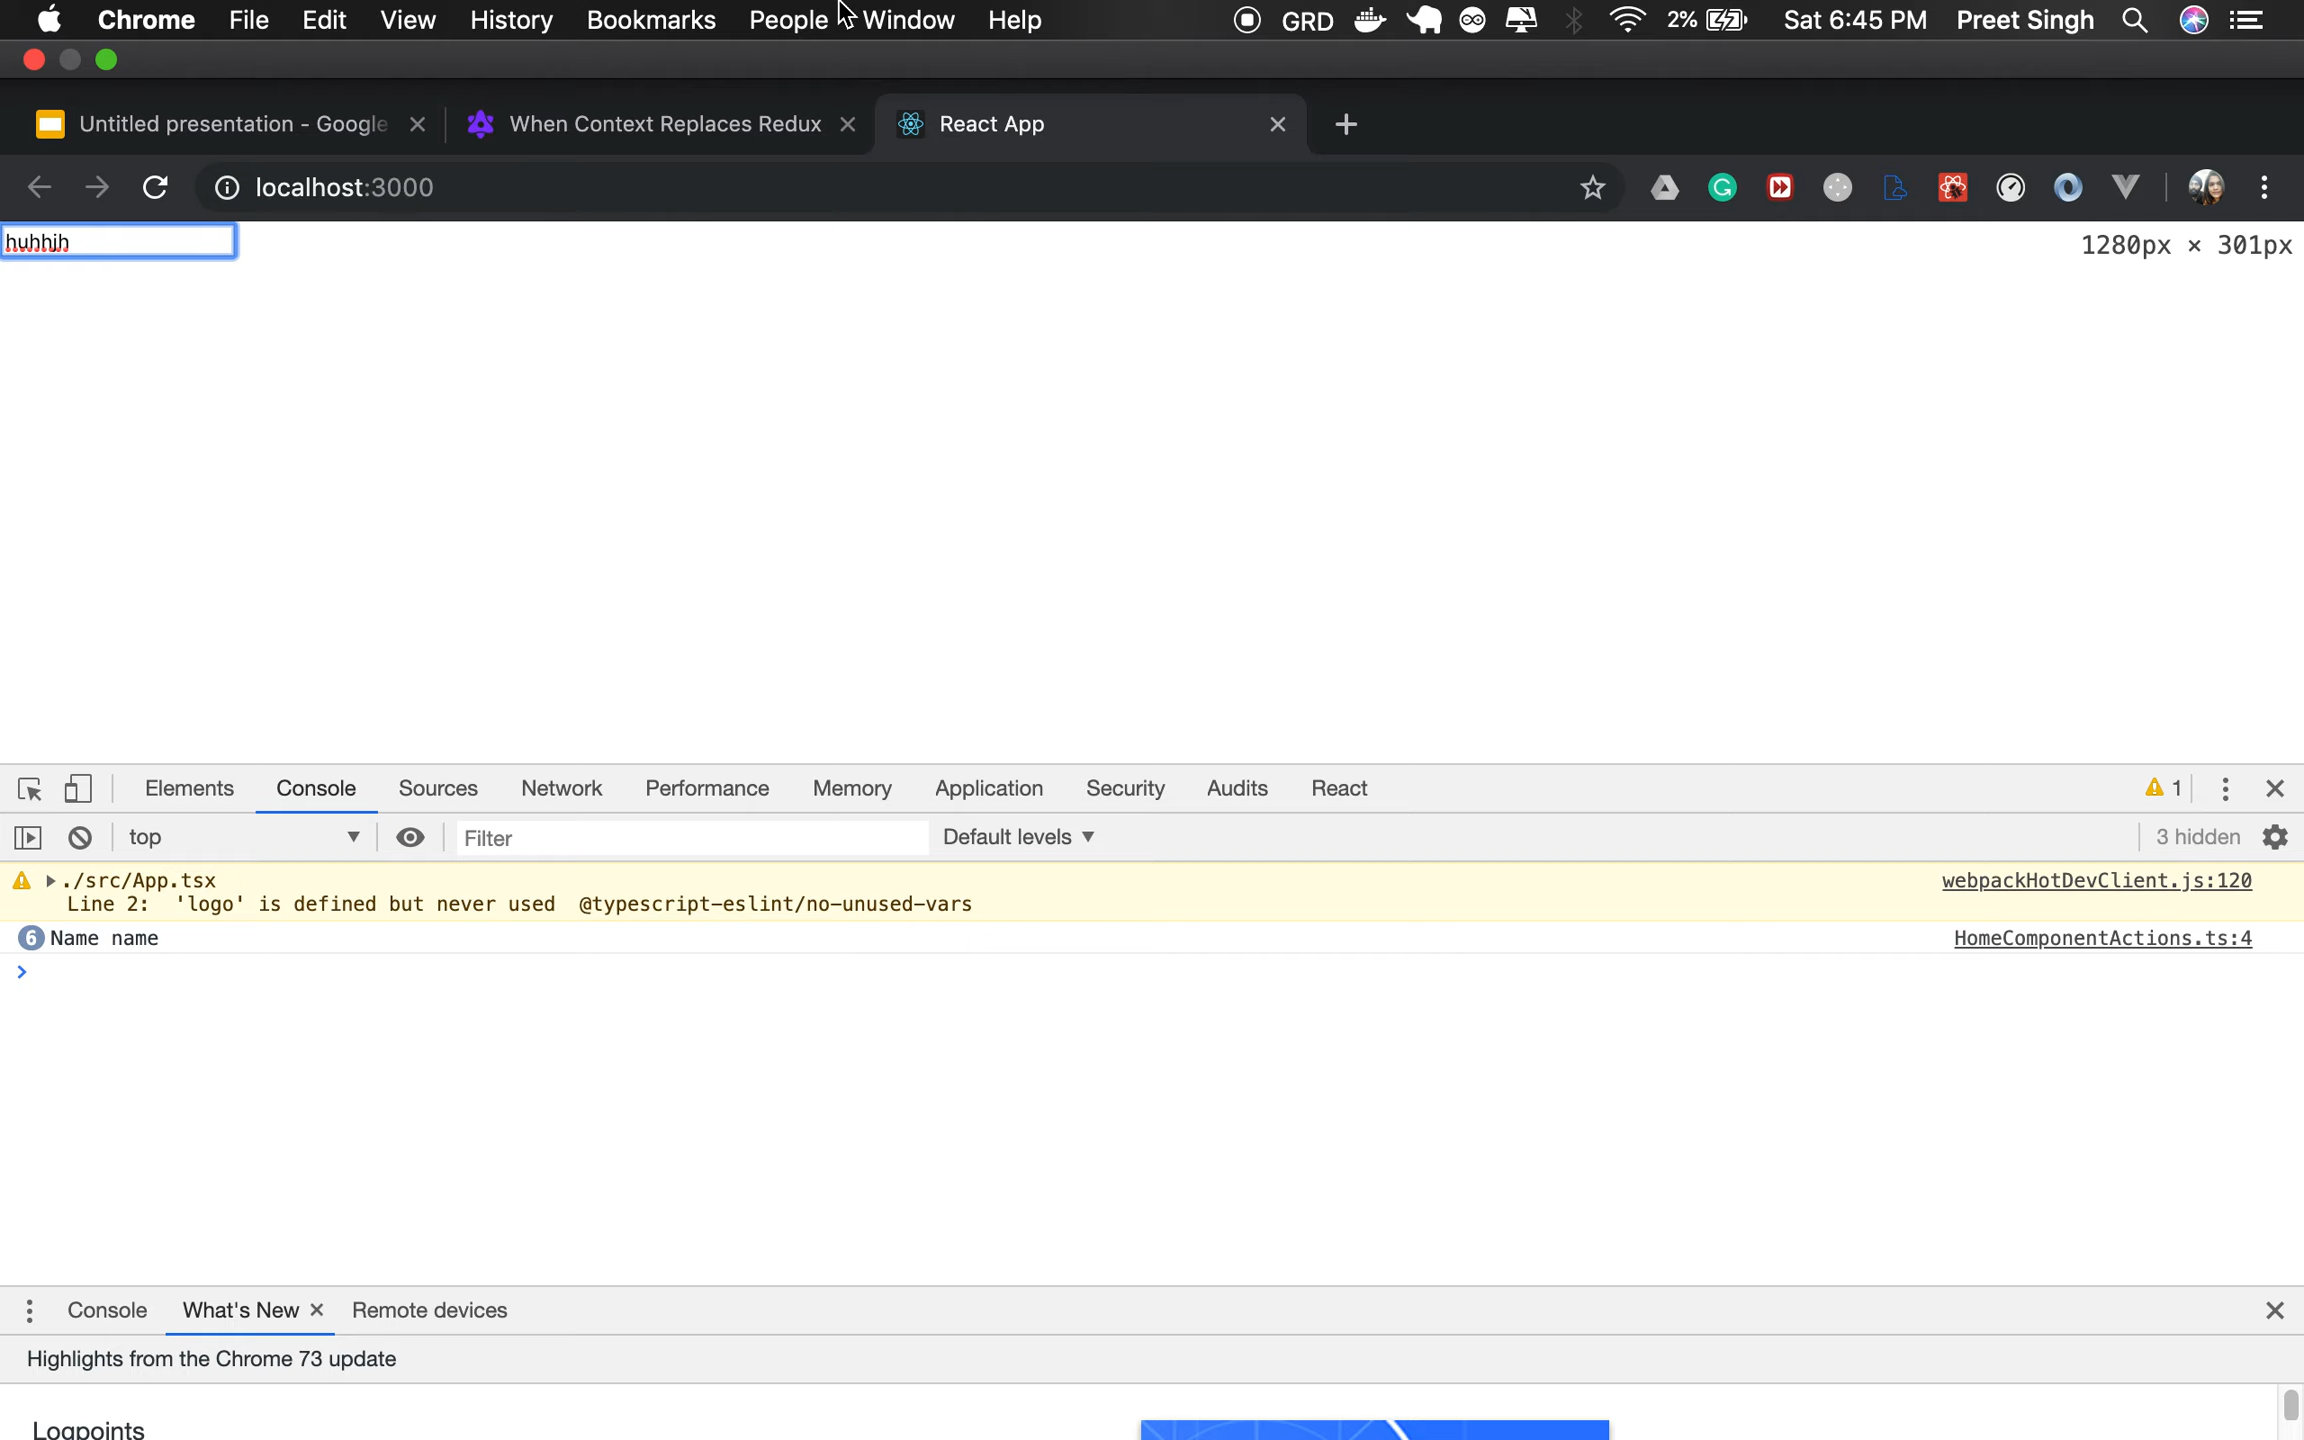 Chrome File Edit View History Bookmarks People Window Help GRD 2% Sat 6:45 PM Preet Singh
Untitled presentation - Google
When Context Replaces Redux
React App
localhost:3000
huhhjh
1280px × 301px
Elements Console Sources Network Performance Memory Application Security Audits React 1
top Filter Default levels 3 hidden
./src/App.tsx webpackHotDevClient.js:120
Line 2: 'logo' is defined but never used @typescript-eslint/no-unused-vars
6 Name name HomeComponentActions.ts:4
Console What's New Remote devices
Highlights from the Chrome 73 update
Logpoints